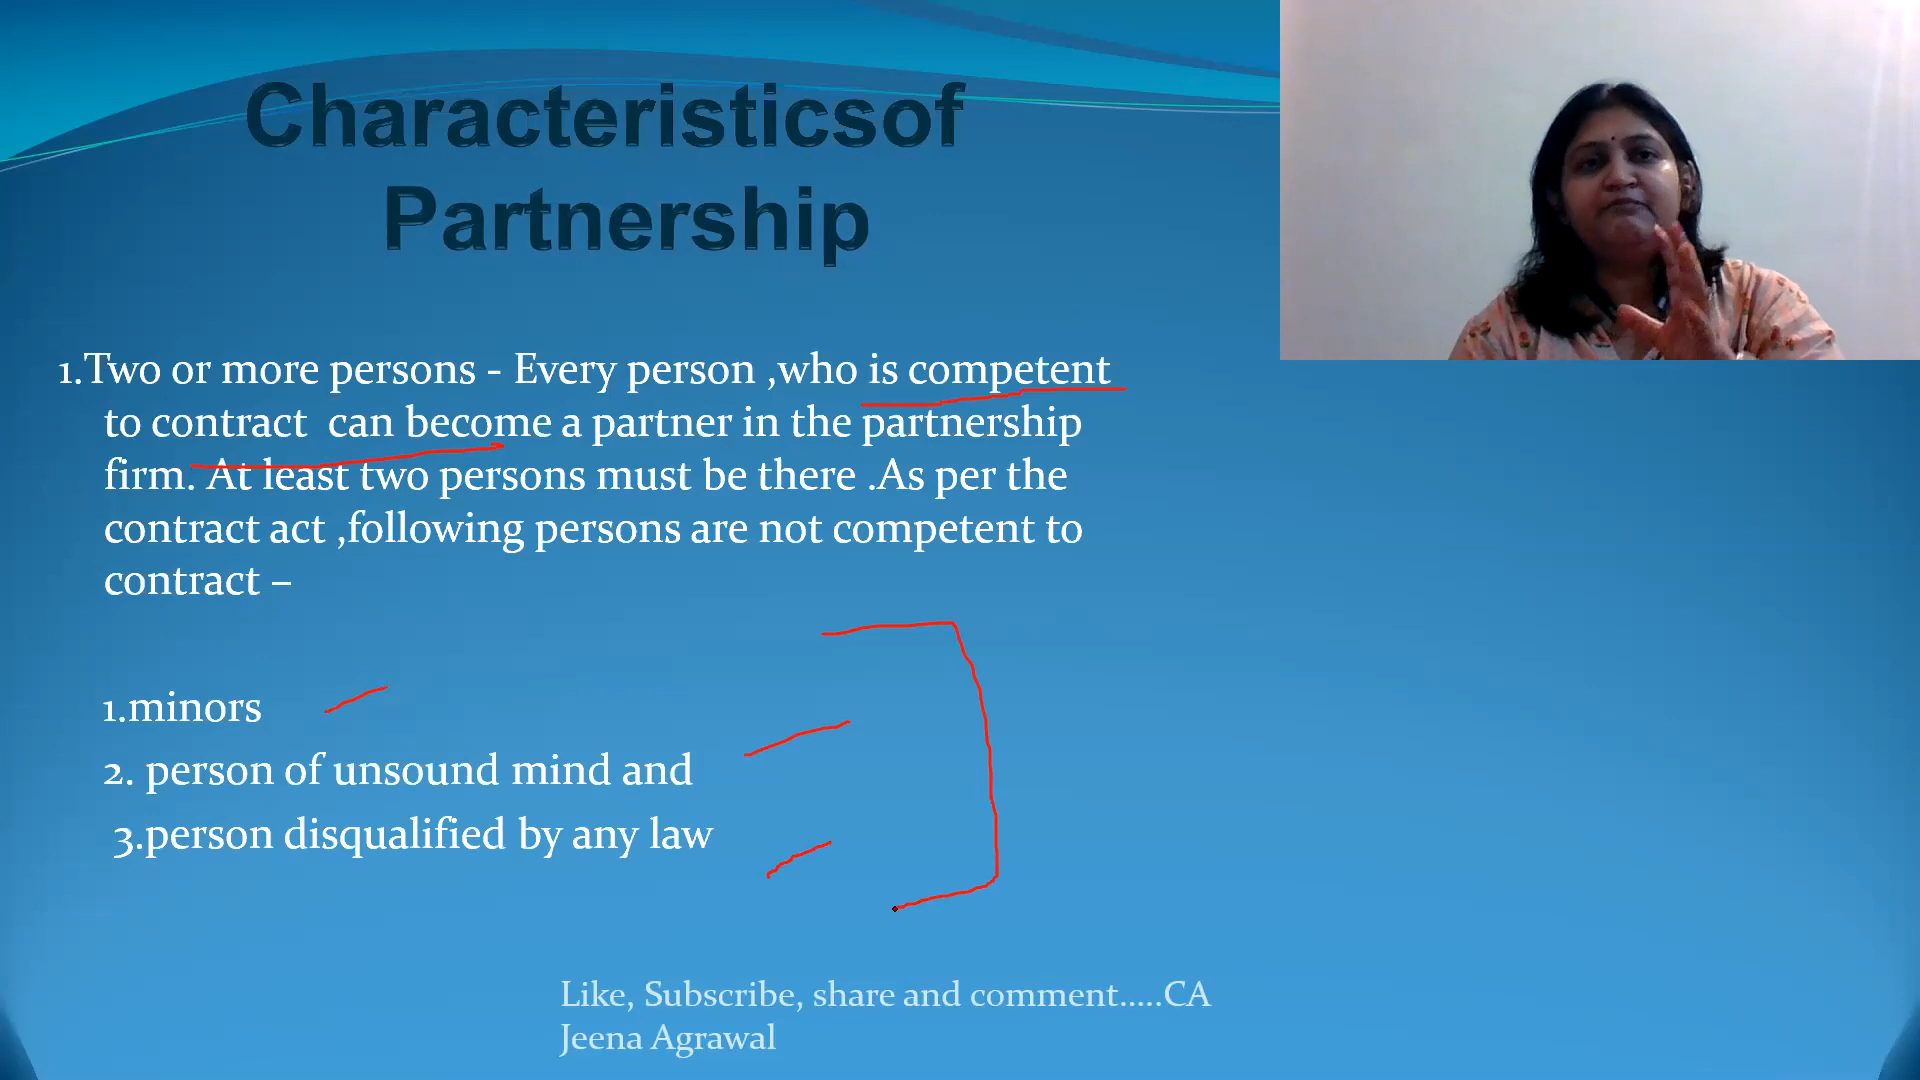 Characteristicsof
Partnership
1.Two or more persons - Every person ,who is competent
to contract  can become a partner in the partnership
firm. At least two persons must be there .As per the
contract act ,following persons are not competent to
contract –
1.minors
2. person of unsound mind and
3.person disqualified by any law
Like, Subscribe, share and comment.....CA
Jeena Agrawal